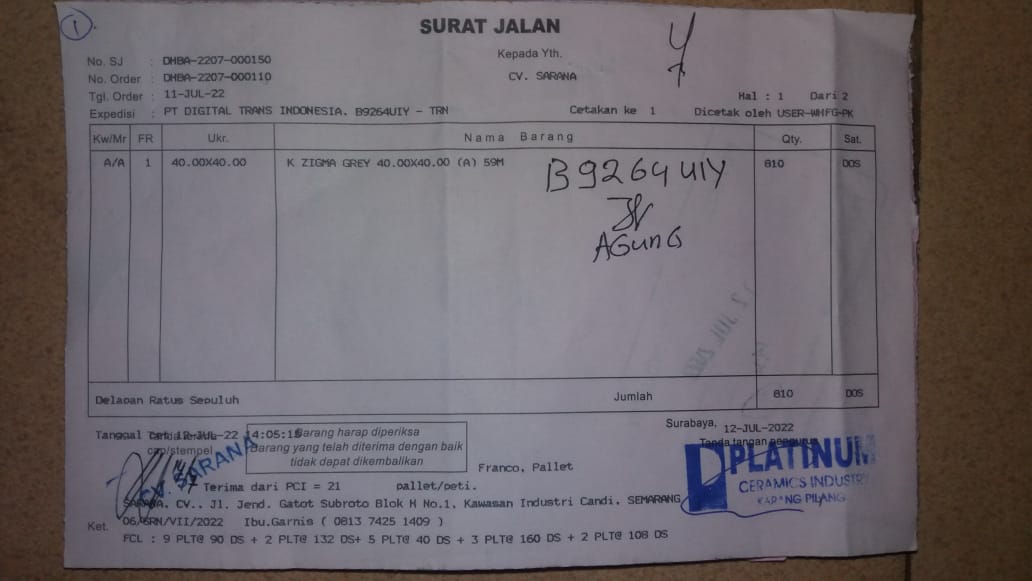 1
SURAT JALAN
Kepada Yth.
CV. SARANA
No. SJ : DMBA-2207-000150
No. Order : DMBA-2207-000110
Tgl. Order : 11-JUL-22
Hal : 1 Dari 2
Expedisi : PT DIGITAL TRANS INDONESIA. B9264UIY - TRN Cetakan ke 1 Dicetak oleh USER-WHFG-PK
Kw/Mr FR Ukr. Nama Barang Qty. Sat.
A/A 1 40.00X40.00 K ZIGMA GREY 40.00X40.00 (A) 59M 810 DOS
B9264 UIY
AGUNG
Delapan Ratus Sepuluh Jumlah 810 DOS
Surabaya, 12-JUL-2022
Tanggal 12-JUL-22 14:05:15
Tanda tangan pengurus
cap/stempel
Barang harap diperiksa
Barang yang telah diterima dengan baik
tidak dapat dikembalikan
CV. SARANA
PLATINUM
CERAMICS INDUSTRY
KARANG PILANG
Franco, Pallet
Terima dari PCI = 21 pallet/peti.
SARANA, CV., Jl. Jend. Gatot Subroto Blok H No.1, Kawasan Industri Candi, SEMARANG
06/SRN/VII/2022 Ibu.Garnis ( 0813 7425 1409 )
Ket.
FCL : 9 PLT@ 90 DS + 2 PLT@ 132 DS+ 5 PLT@ 40 DS + 3 PLT@ 160 DS + 2 PLT@ 108 DS